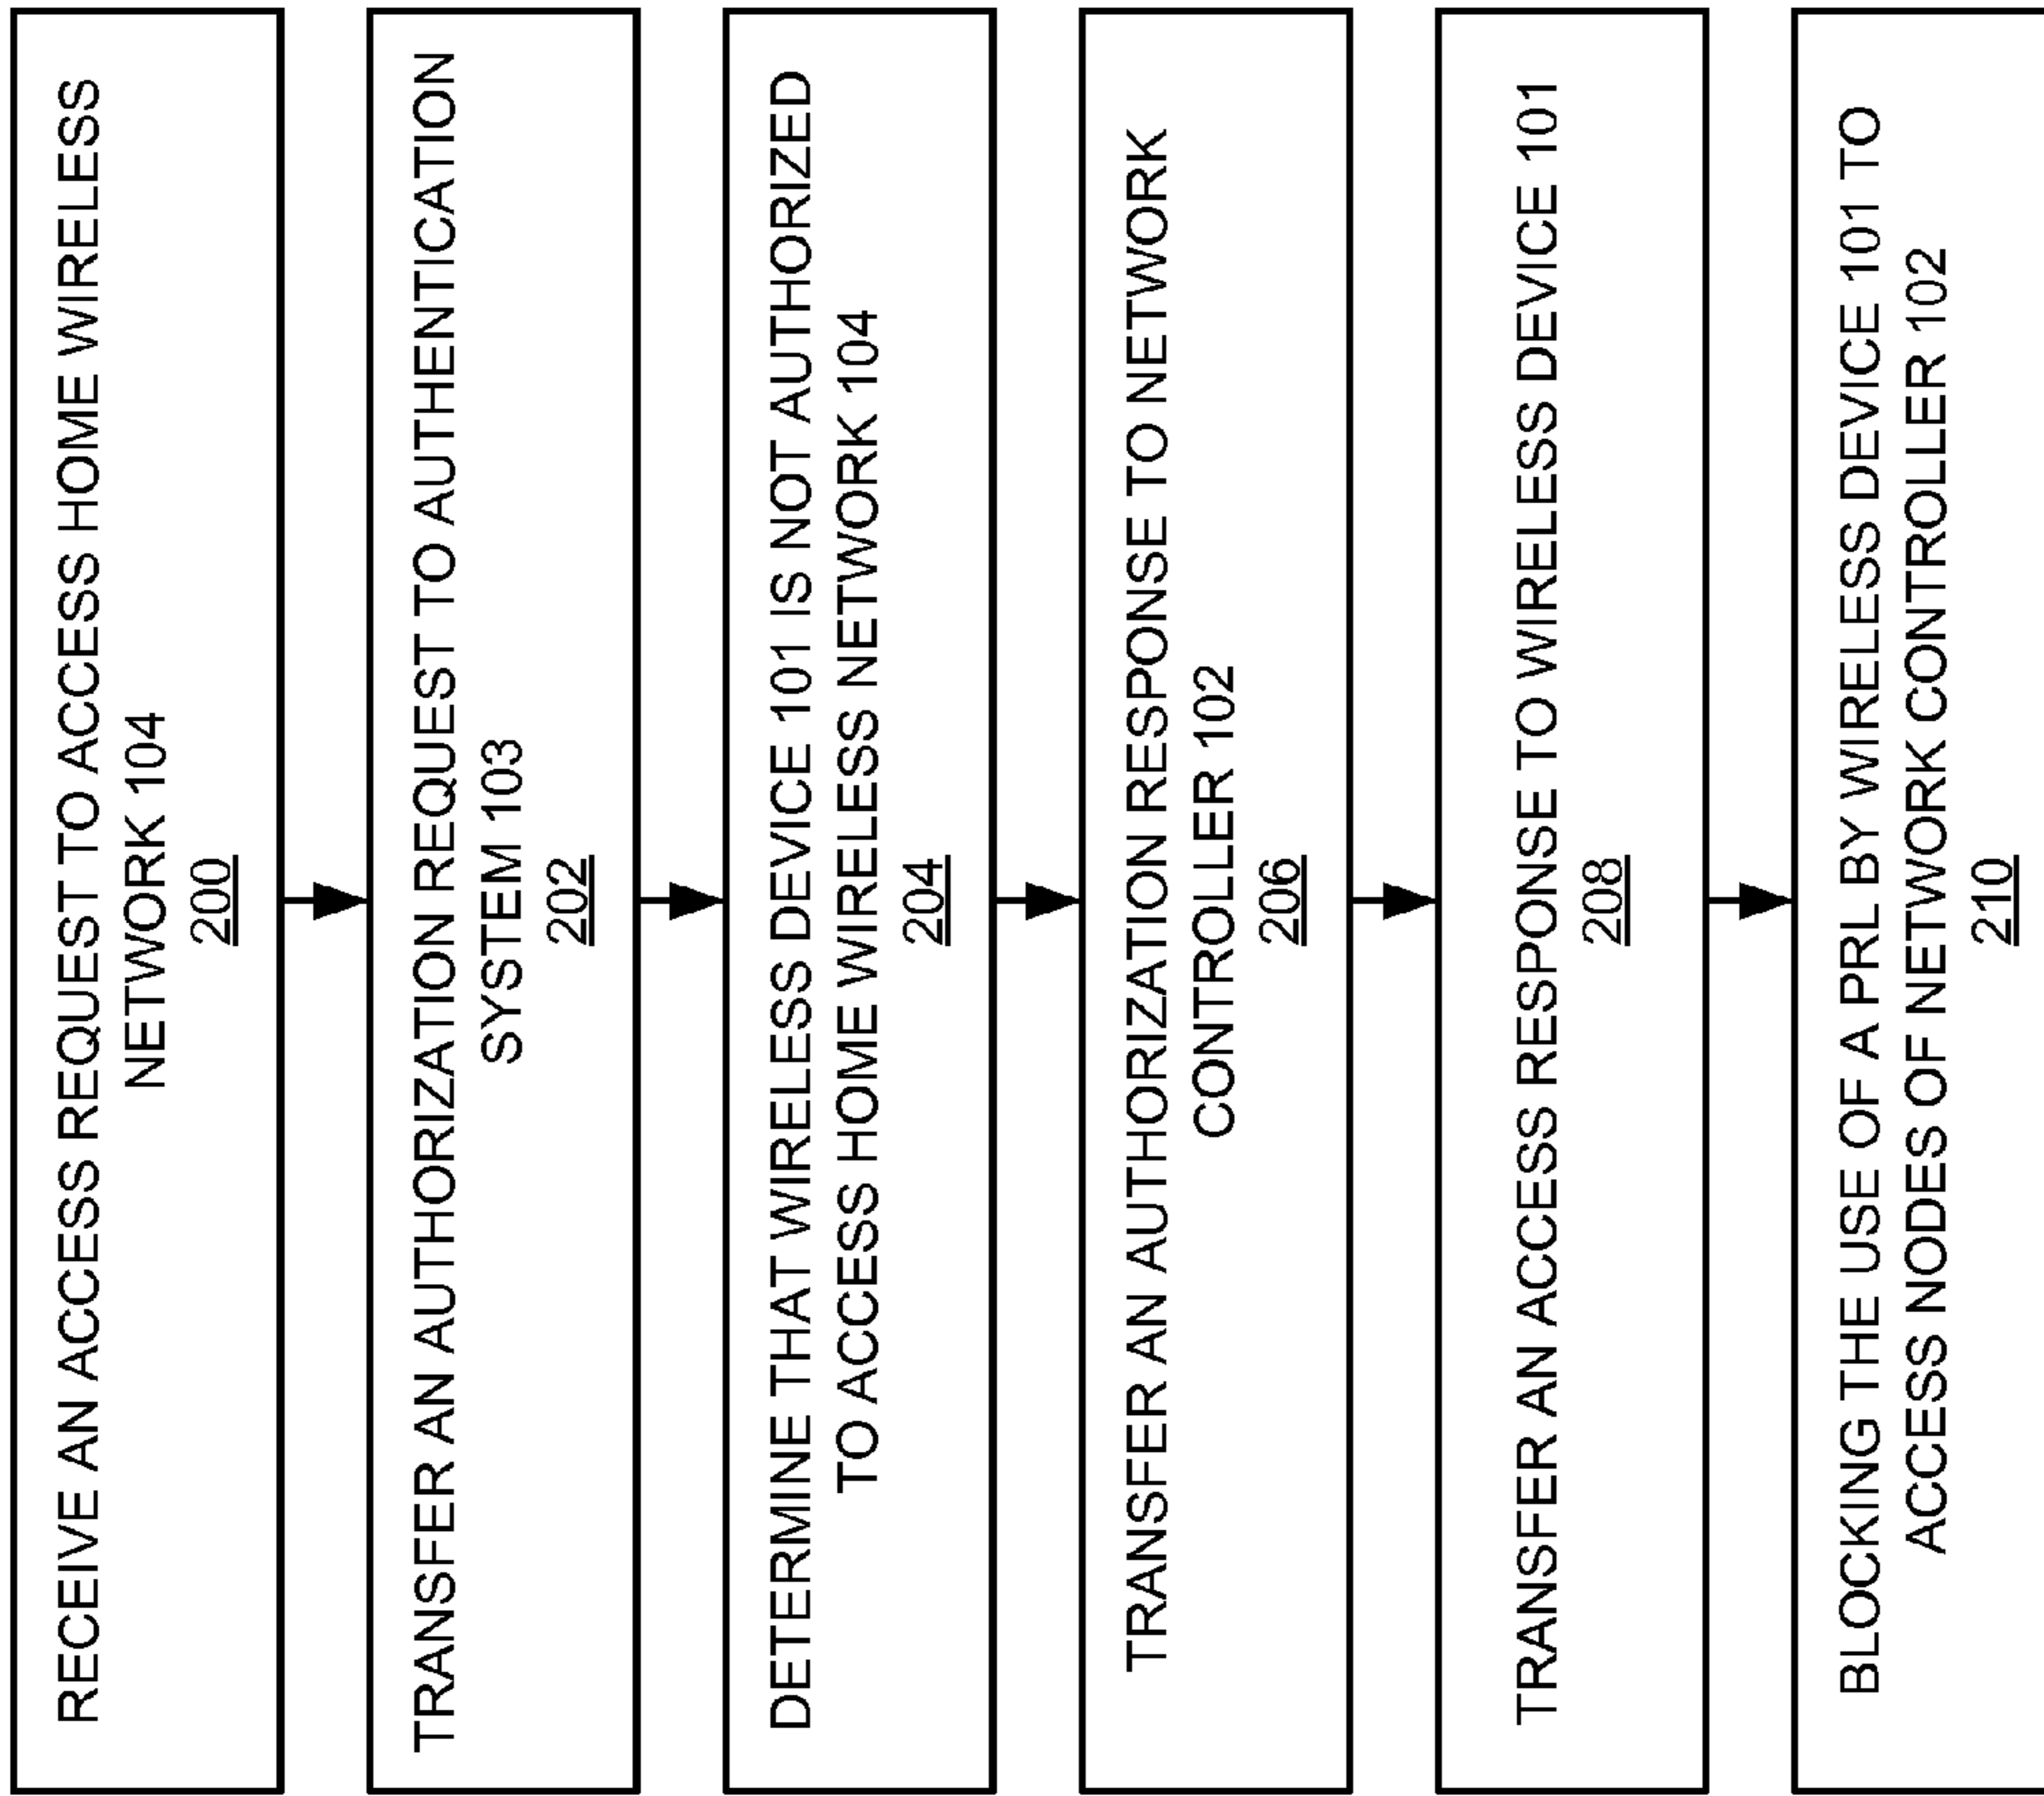 RECEIVE AN ACCESS REQUEST TO ACCESS HOME WIRELESS
NETWORK 104
200
TRANSFER AN AUTHORIZATION REQUEST TO AUTHENTICATION
SYSTEM 103
202
DETERMINE THAT WIRELESS DEVICE 101 IS NOT AUTHORIZED
TO ACCESS HOME WIRELESS NETWORK 104
204
TRANSFER AN AUTHORIZATION RESPONSE TO NETWORK
CONTROLLER 102
206
TRANSFER AN ACCESS RESPONSE TO WIRELESS DEVICE 101
208
BLOCKING THE USE OF A PRL BY WIRELESS DEVICE 101 TO
ACCESS NODES OF NETWORK CONTROLLER 102
210